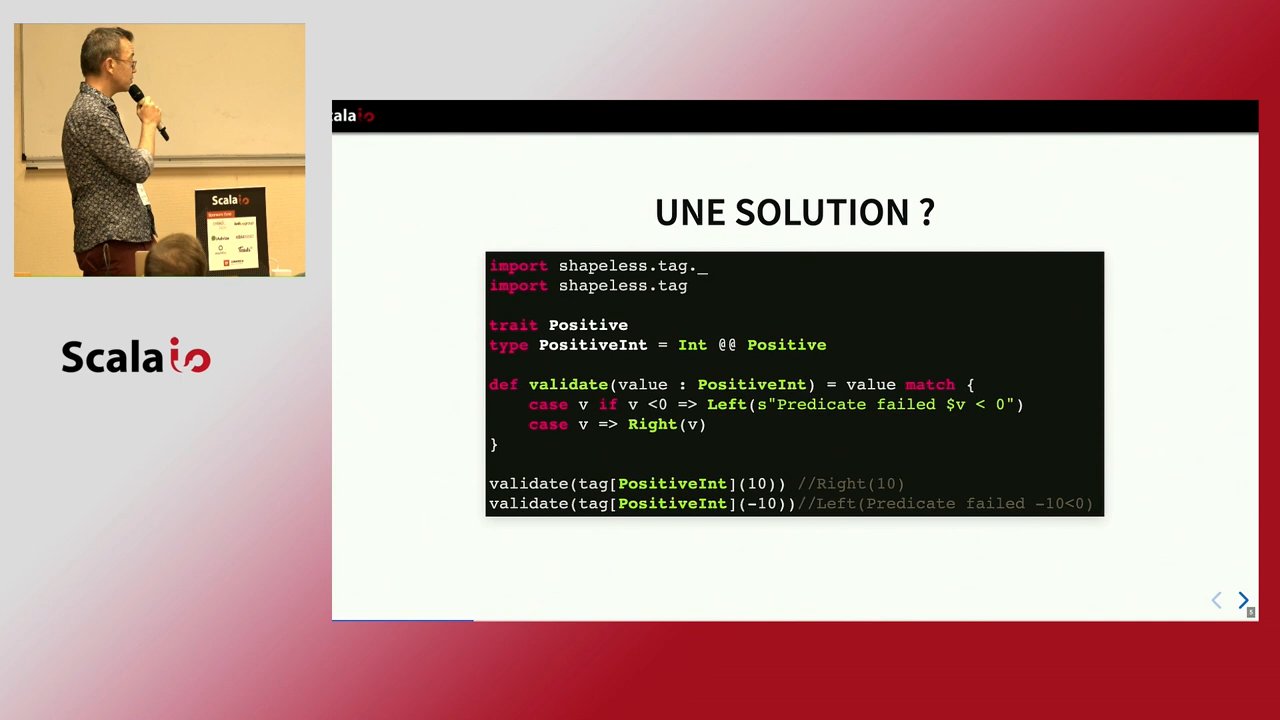 Scalaio
Scalaio
alaio
UNE SOLUTION ?
import shapeless.tag._
import shapeless.tag
trait Positive
type PositiveInt = Int @@ Positive
def validate(value : PositiveInt) = value match {
case v if v <0 => Left(s"Predicate failed $v < 0")
case v => Right(v)
}
validate(tag[PositiveInt](10)) //Right(10)
validate(tag[PositiveInt](-10))//Left(Predicate failed -10<0)